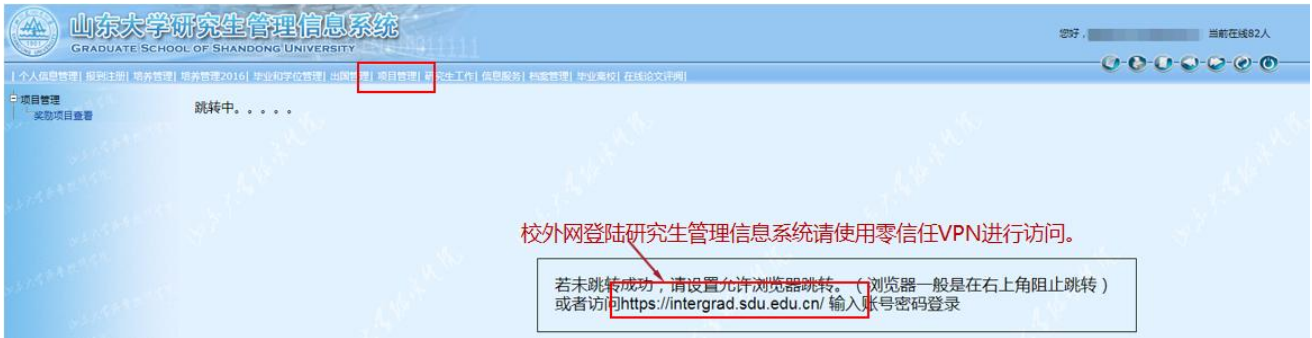 山东大学研究生管理信息系统
GRADUATE SCHOOL OF SHANDONG UNIVERSITY
您好， 当前在线82人
| 个人信息管理| 报到注册| 培养管理| 培养管理2016| 毕业和学位管理| 出国管理| 项目管理| 研究生工作| 信息服务| 档案管理| 毕业离校| 在线论文评阅|
项目管理
奖励项目查看
跳转中。。。。。
校外网登陆研究生管理信息系统请使用零信任VPN进行访问。
若未跳转成功，请设置允许浏览器跳转。（浏览器一般是在右上角阻止跳转）
或者访问https://intergrad.sdu.edu.cn/ 输入账号密码登录